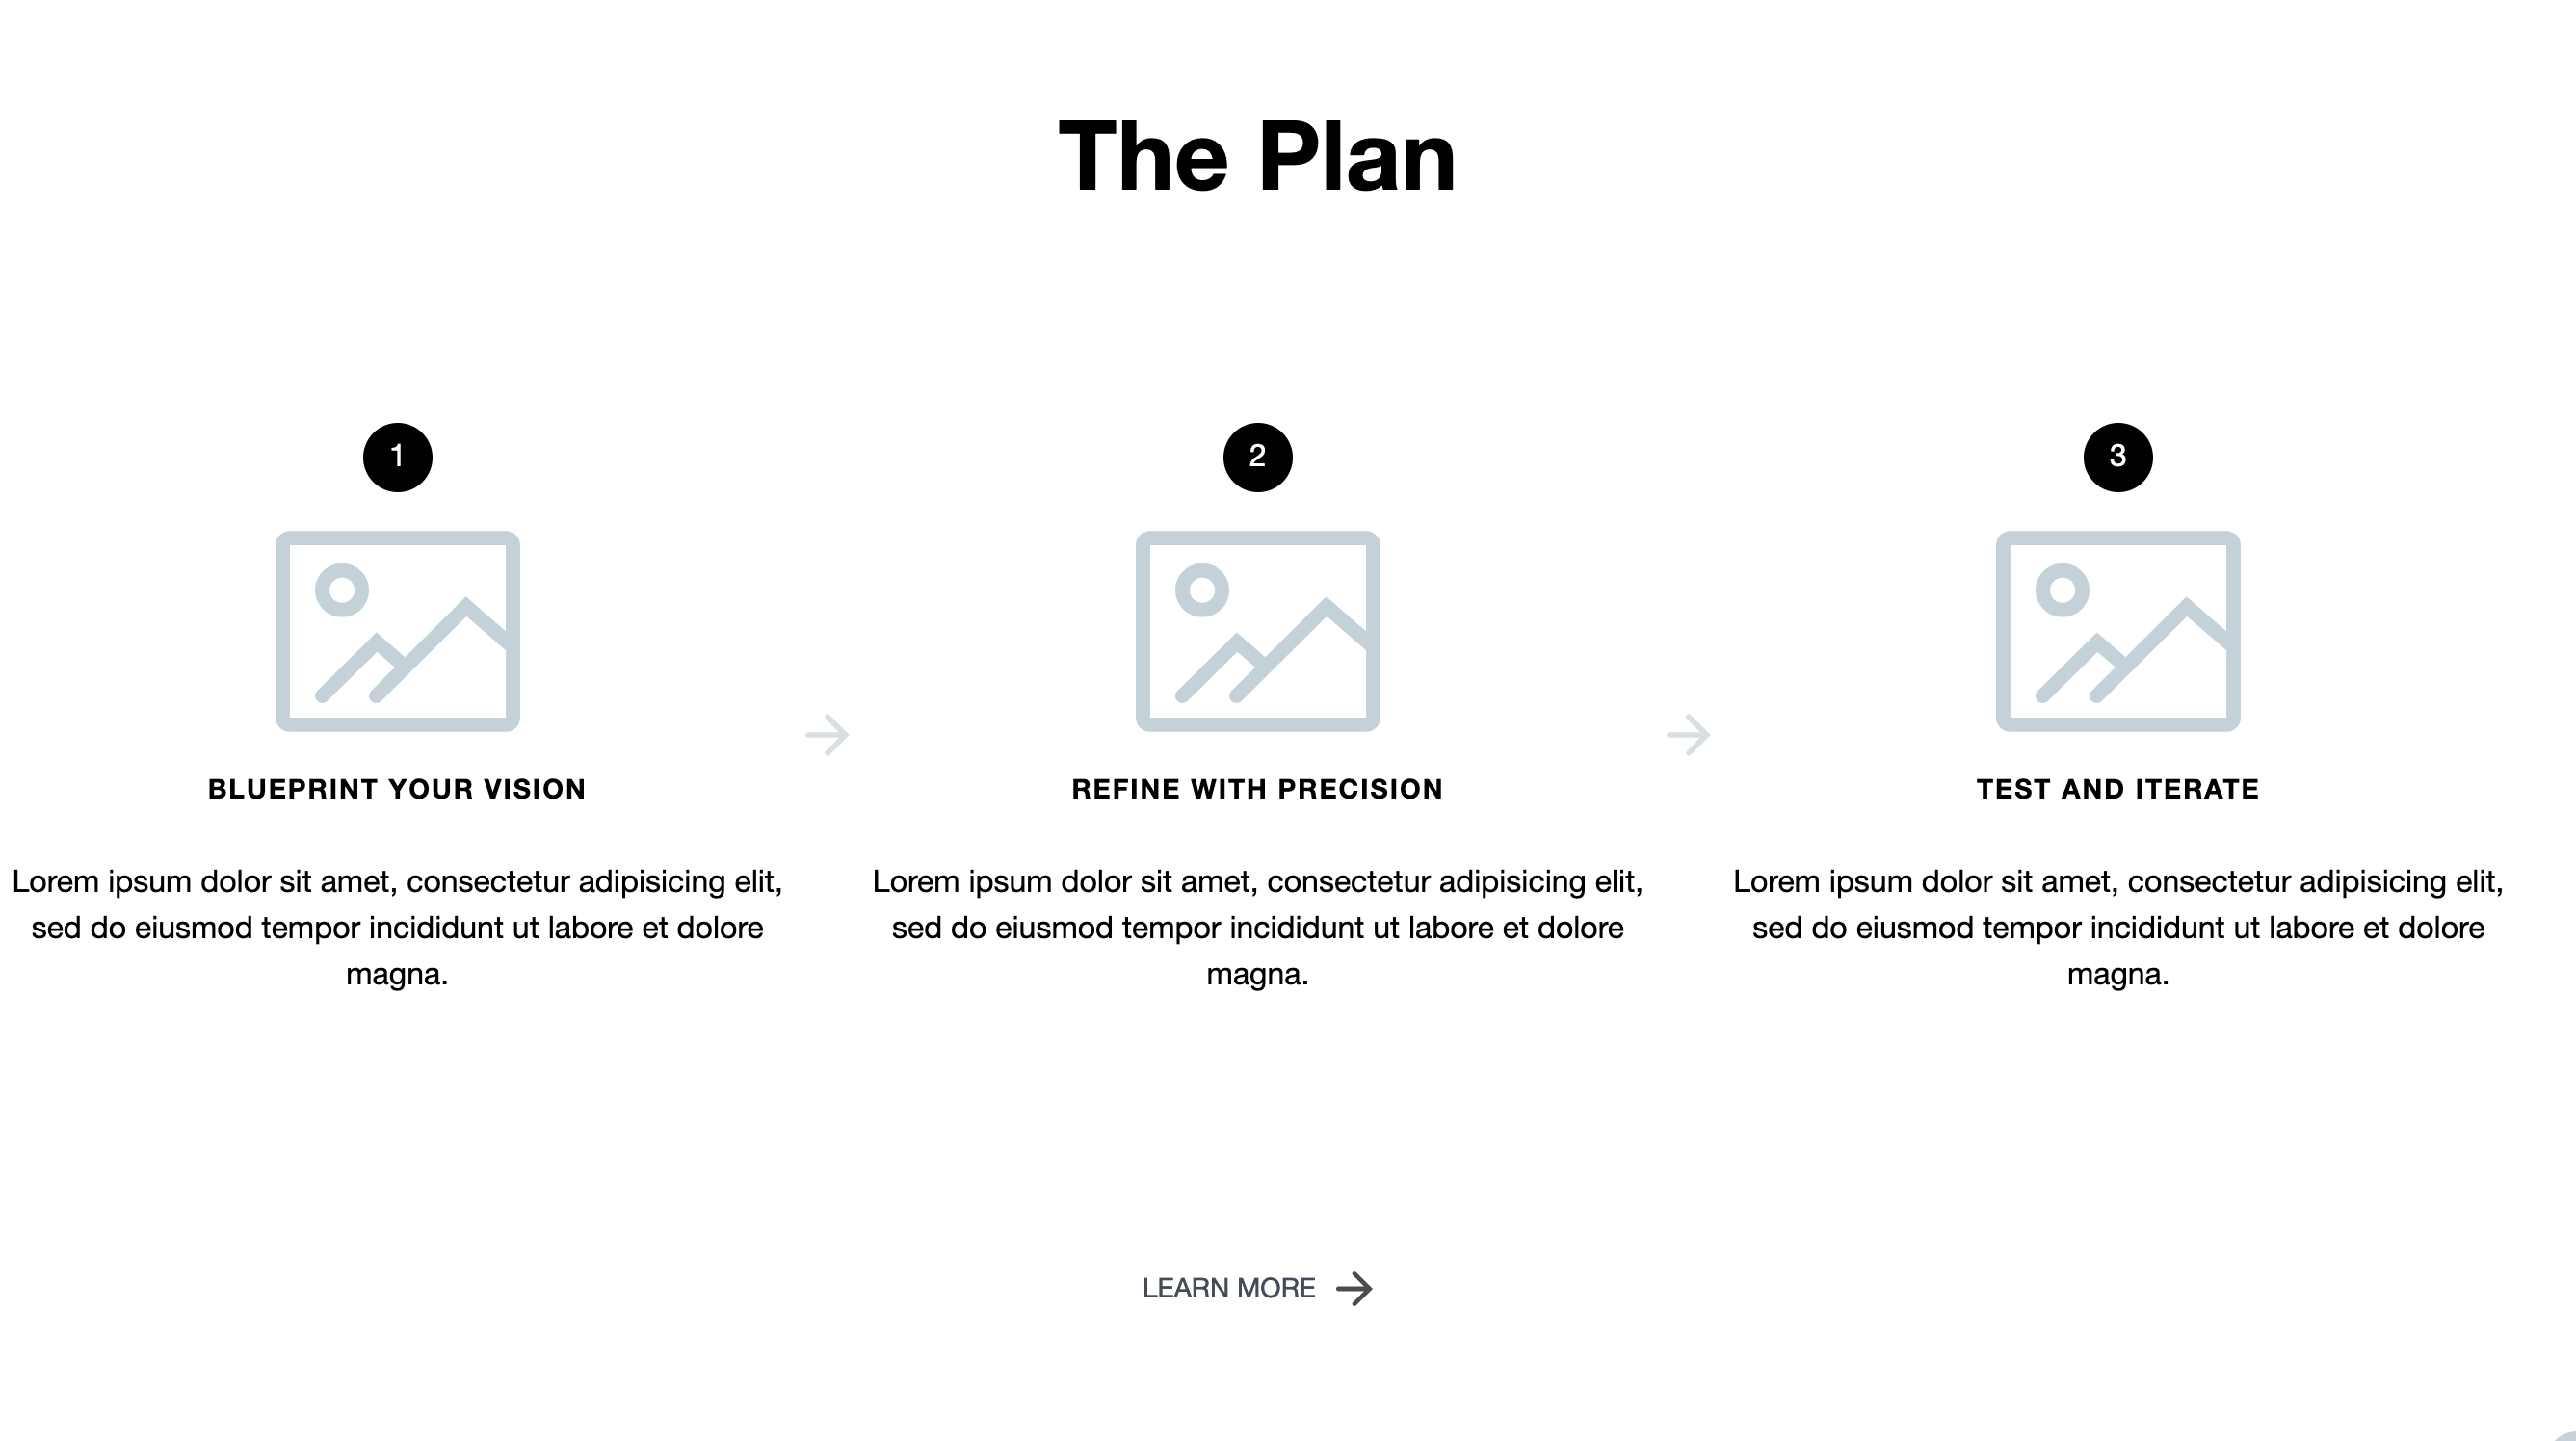 The Plan
1
2
3
BLUEPRINT YOUR VISION
REFINE WITH PRECISION
TEST AND ITERATE
Lorem ipsum dolor sit amet, consectetur adipisicing elit,
sed do eiusmod tempor incididunt ut labore et dolore
magna.
Lorem ipsum dolor sit amet, consectetur adipisicing elit,
sed do eiusmod tempor incididunt ut labore et dolore
magna.
Lorem ipsum dolor sit amet, consectetur adipisicing elit,
sed do eiusmod tempor incididunt ut labore et dolore
magna.
LEARN MORE